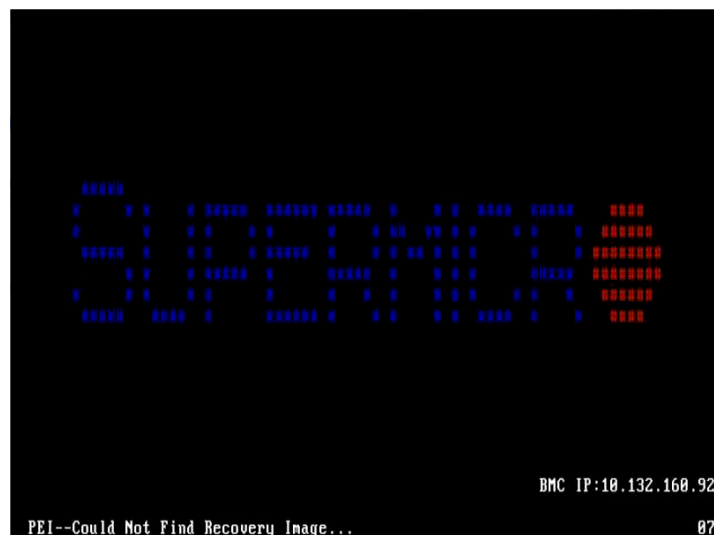 SUPERMICRO
BMC IP:10.132.160.92
PEI--Could Not Find Recovery Image...
07